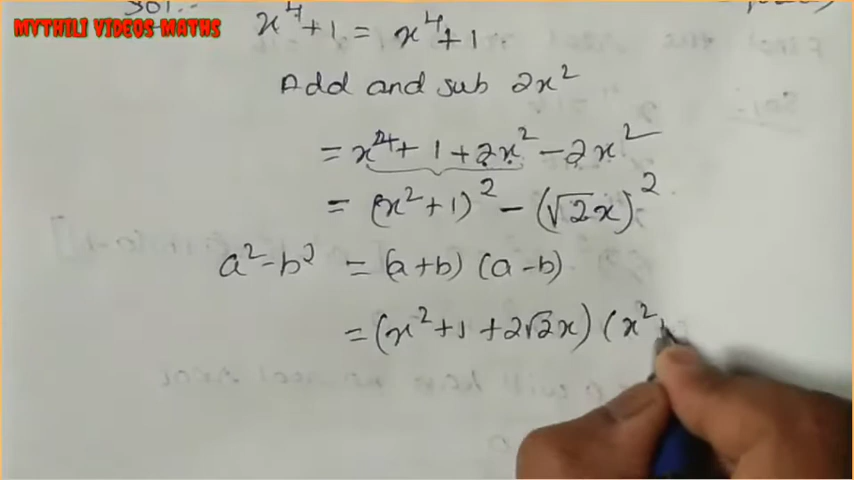 Sol:-
MYTHILI VIDEOS MATHS
x⁴+1 = x⁴+1
Add and sub 2x²
= x⁴ + 1 + 2x² - 2x²
= (x²+1)² - (√2x)²
a²-b² = (a+b) (a-b)
= (x²+1+2√2x) (x²